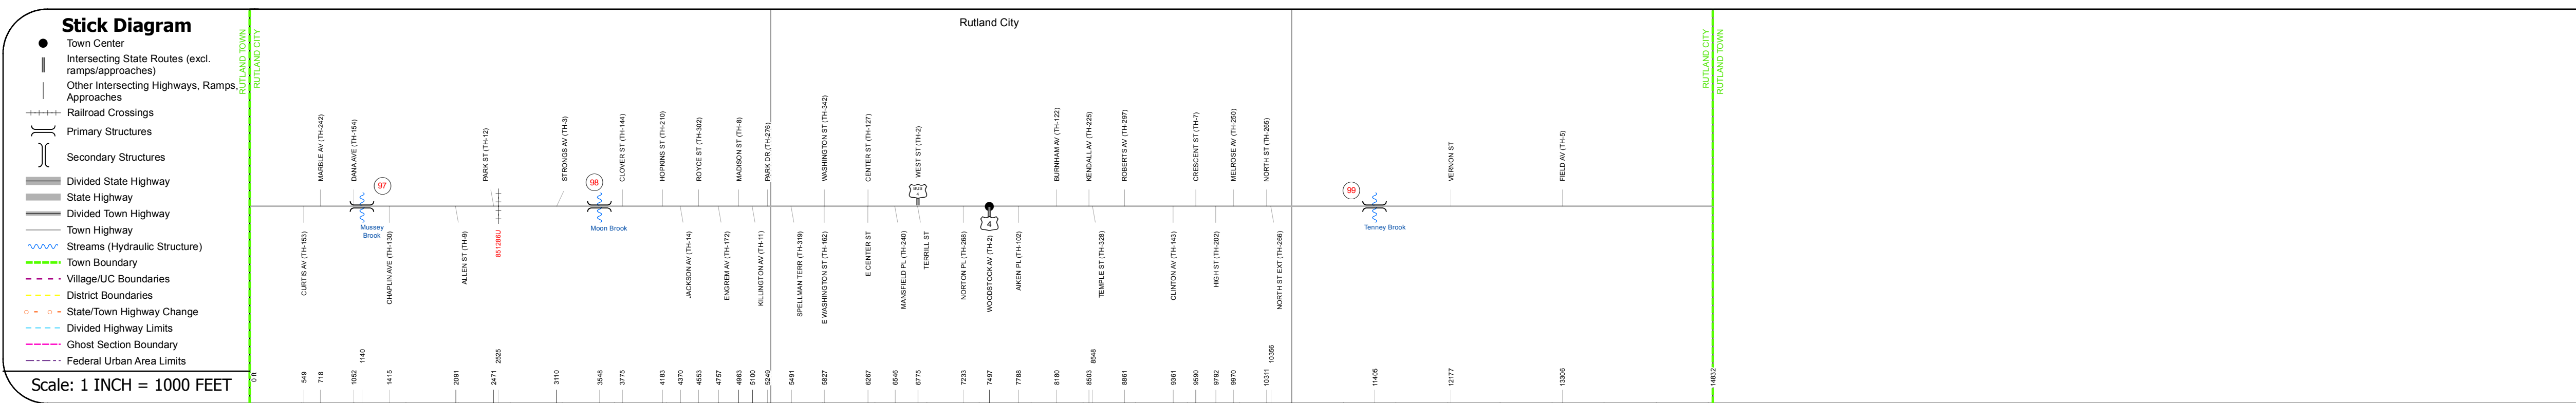 Stick Diagram
Town Center
Intersecting State Routes (excl.
ramps/approaches)
Other Intersecting Highways, Ramps,
Approaches
Railroad Crossings
Primary Structures
Secondary Structures
Divided State Highway
State Highway
Divided Town Highway
Town Highway
Streams (Hydraulic Structure)
Town Boundary
Village/UC Boundaries
District Boundaries
State/Town Highway Change
Divided Highway Limits
Ghost Section Boundary
Federal Urban Area Limits
Scale: 1 INCH = 1000 FEET
Rutland City
RUTLAND TOWN
RUTLAND CITY
RUTLAND CITY
RUTLAND TOWN
MARBLE AV (TH-242)
DANA AVE (TH-154)
PARK ST (TH-12)
STRONGS AV (TH-3)
CLOVER ST (TH-144)
HOPKINS ST (TH-210)
ROYCE ST (TH-302)
MADISON ST (TH-8)
PARK DR (TH-276)
WASHINGTON ST (TH-342)
CENTER ST (TH-127)
WEST ST (TH-2)
BURNHAM AV (TH-122)
KENDALL AV (TH-225)
ROBERTS AV (TH-297)
CRESCENT ST (TH-7)
MELROSE AV (TH-250)
NORTH ST (TH-265)
VERNON ST
FIELD AV (TH-5)
97
98
99
BUS
4
4
Mussey
Brook
Moon Brook
Tenney Brook
CURTIS AV (TH-153)
CHAPLIN AVE (TH-130)
ALLEN ST (TH-9)
851286U
JACKSON AV (TH-14)
ENGREM AV (TH-172)
KILLINGTON AV (TH-11)
SPELLMAN TERR (TH-319)
E WASHINGTON ST (TH-162)
E CENTER ST
MANSFIELD PL (TH-240)
TERRILL ST
NORTON PL (TH-268)
WOODSTOCK AV (TH-2)
AIKEN PL (TH-102)
TEMPLE ST (TH-328)
CLINTON AV (TH-143)
HIGH ST (TH-202)
NORTH ST EXT (TH-266)
0 ft
549
718
1052
1140
1415
2091
2471
2525
3110
3548
3775
4183
4370
4553
4757
4963
5100
5249
5491
5827
6267
6546
6775
7233
7497
7788
8180
8503
8548
8861
9361
9590
9792
9970
10311
10356
11405
12177
13306
14832